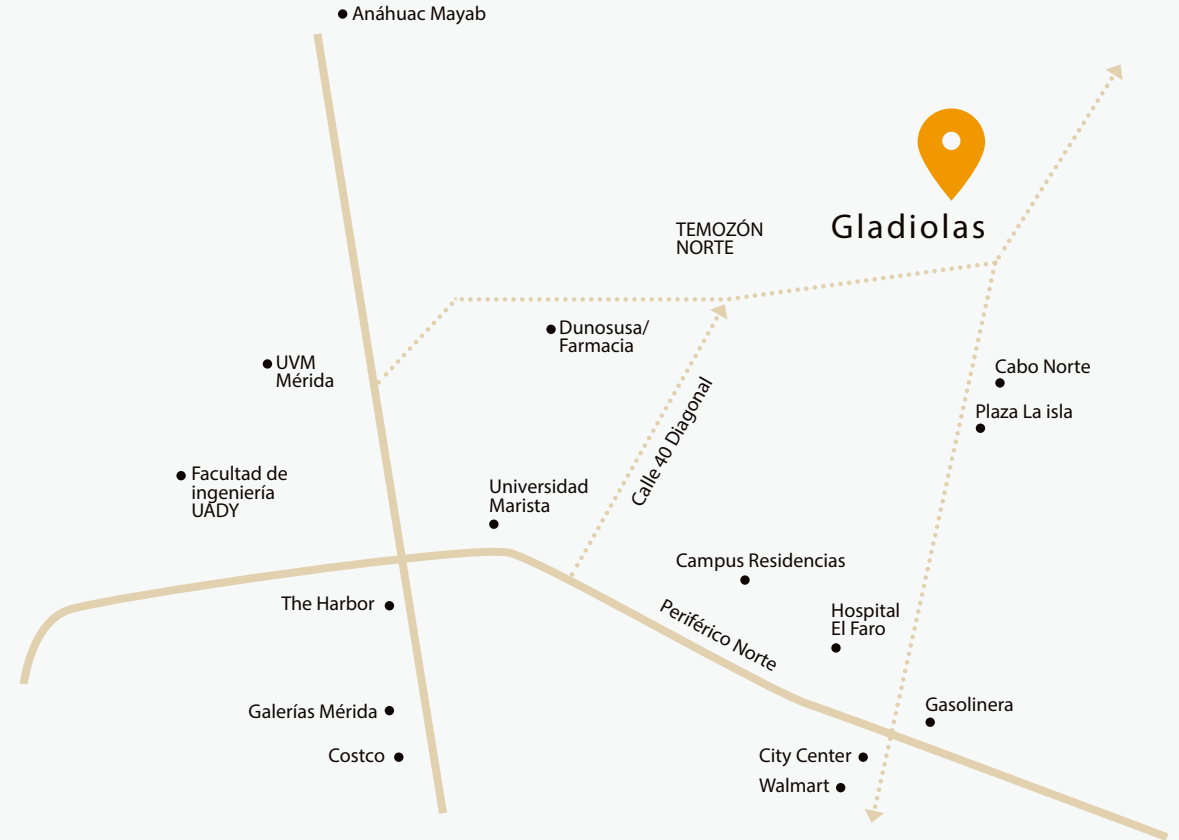 Anáhuac Mayab
TEMOZÓN
NORTE
Gladiolas
Dunosusa/
Farmacia
UVM
Mérida
Cabo Norte
Plaza La isla
Calle 40 Diagonal
Facultad de
ingeniería
UADY
Universidad
Marista
Campus Residencias
The Harbor
Periférico Norte
Hospital
El Faro
Galerías Mérida
Gasolinera
Costco
City Center
Walmart